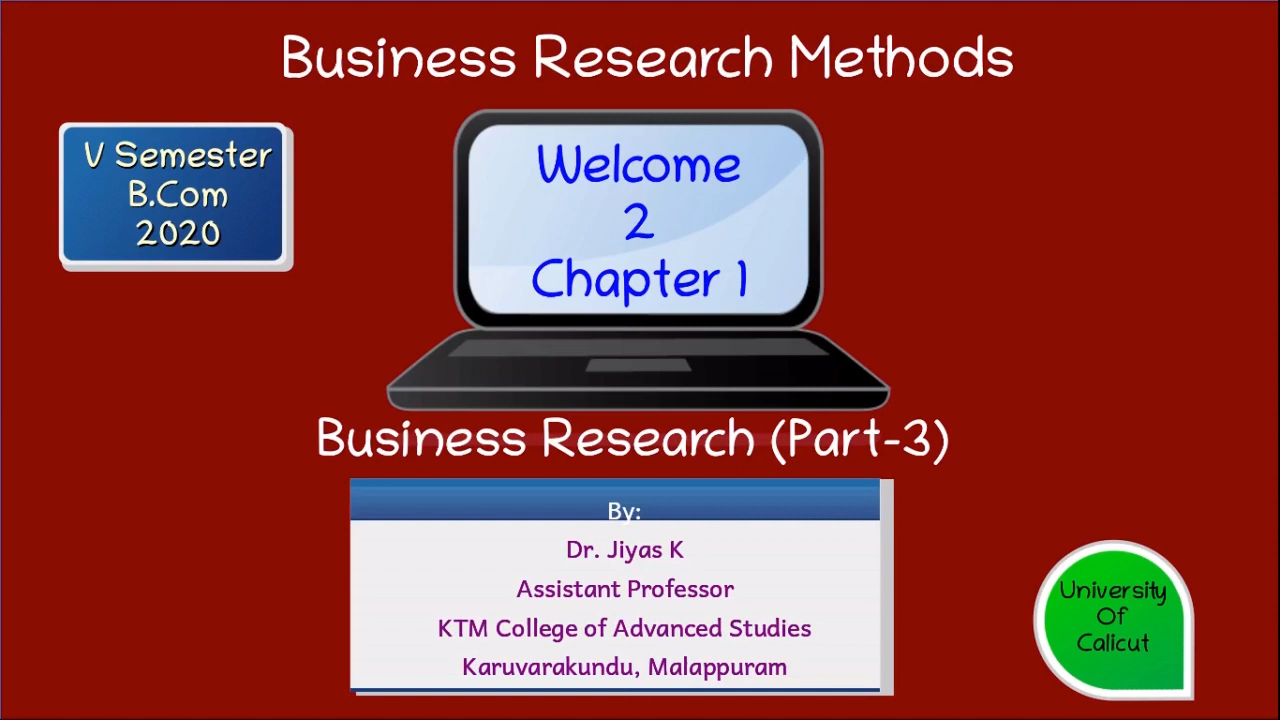 Business Research Methods
V Semester
B.Com
2020
Welcome
2
Chapter 1
Business Research (Part-3)
By:
Dr. Jiyas K
Assistant Professor
KTM College of Advanced Studies
Karuvarakundu, Malappuram
University
Of
Calicut